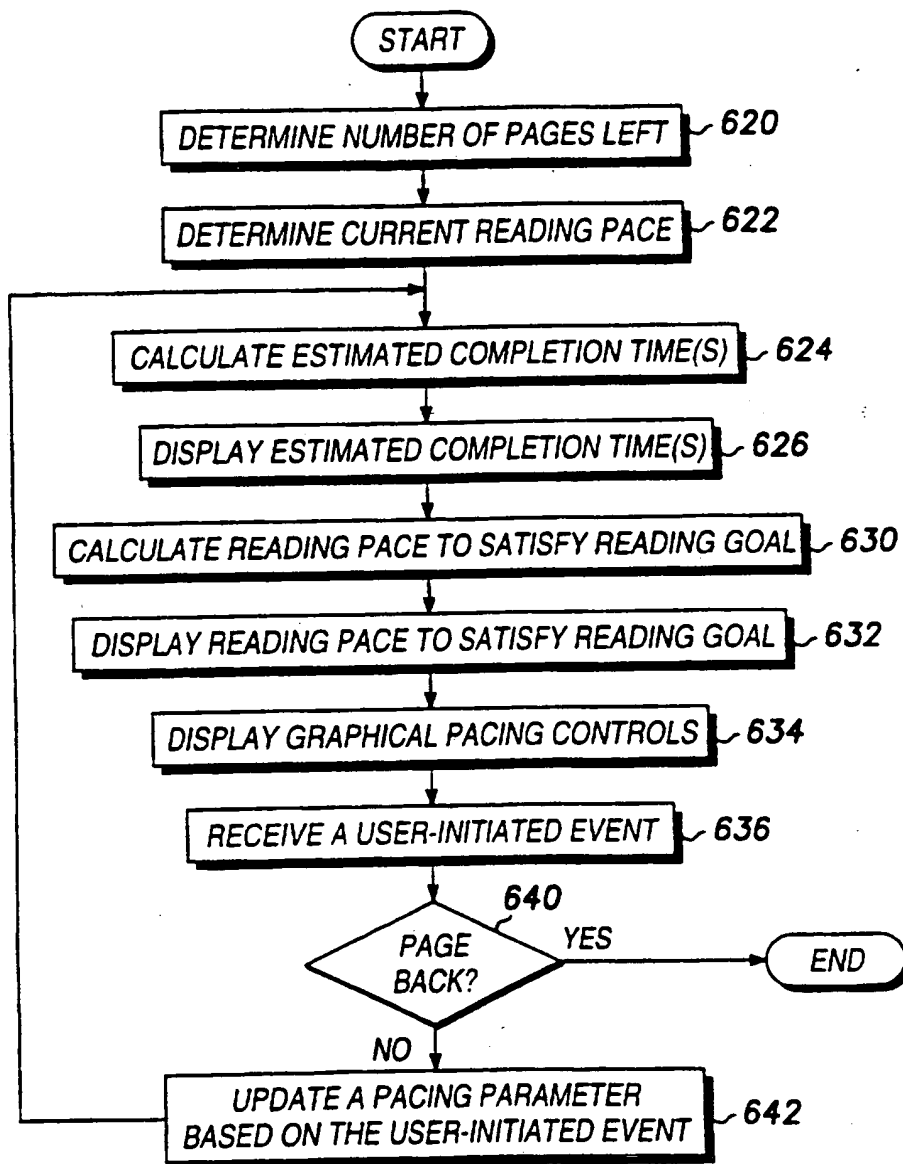 START
DETERMINE NUMBER OF PAGES LEFT 620
DETERMINE CURRENT READING PACE 622
CALCULATE ESTIMATED COMPLETION TIME(S) 624
DISPLAY ESTIMATED COMPLETION TIME(S) 626
CALCULATE READING PACE TO SATISFY READING GOAL 630
DISPLAY READING PACE TO SATISFY READING GOAL 632
DISPLAY GRAPHICAL PACING CONTROLS 634
RECEIVE A USER-INITIATED EVENT 636
640
PAGE
BACK?
YES
END
NO
UPDATE A PACING PARAMETER
BASED ON THE USER-INITIATED EVENT 642